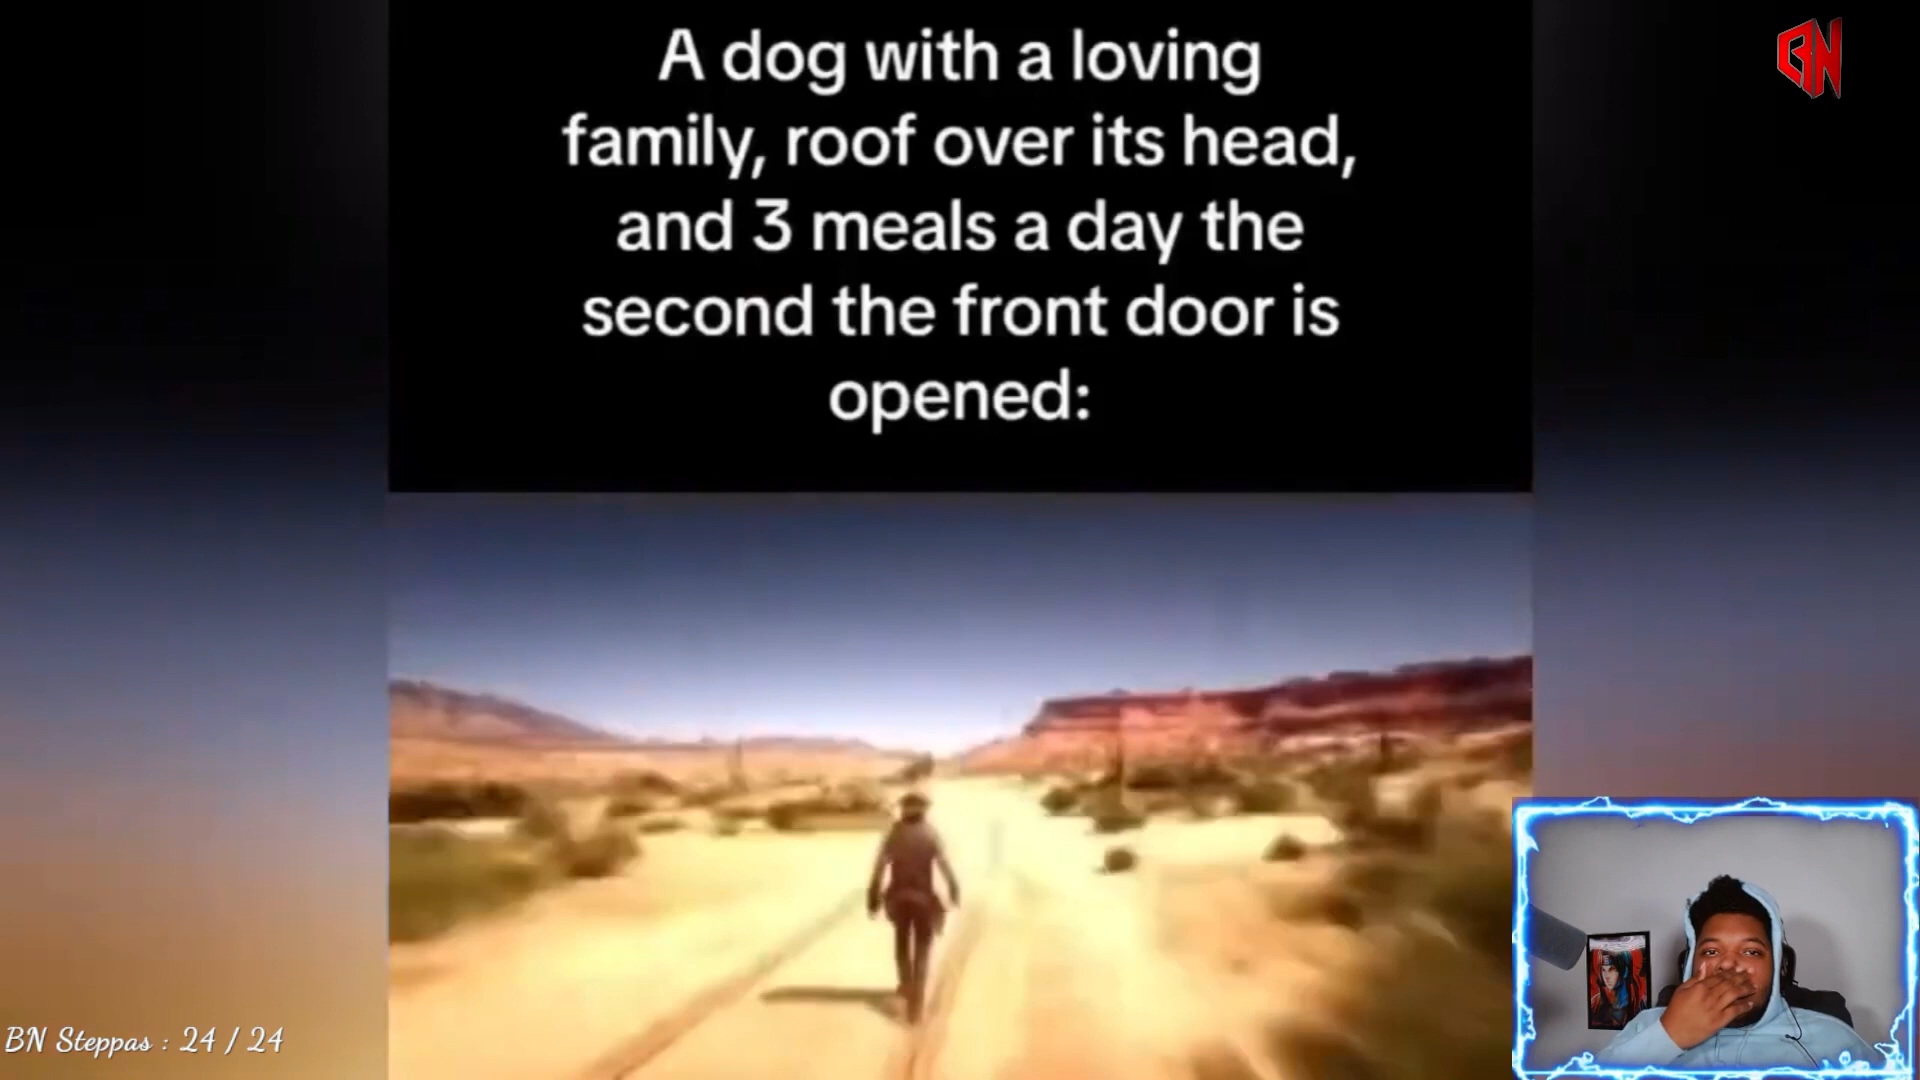 A dog with a loving
family, roof over its head,
and 3 meals a day the
second the front door is
opened:
BN
BN Steppas : 24 / 24